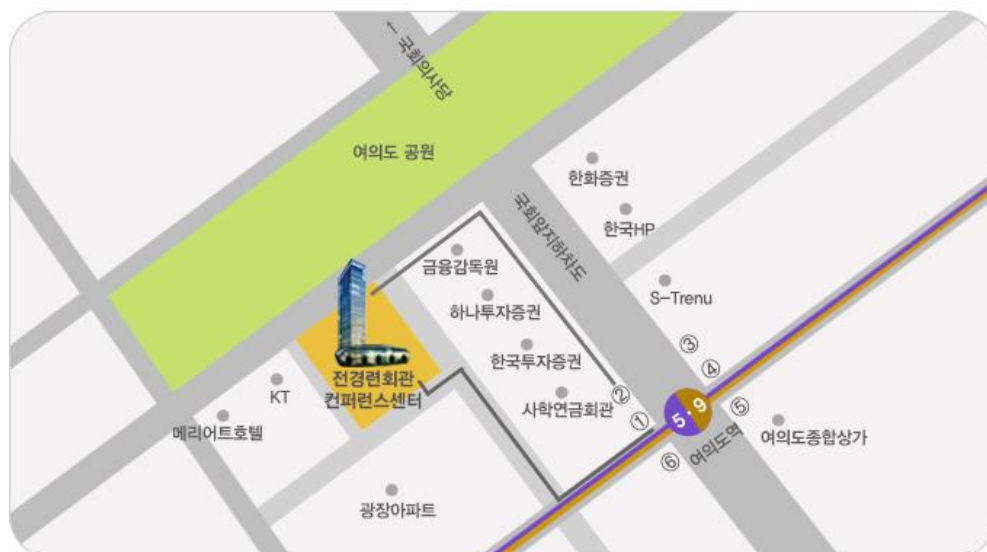 ← 국회의사당
여의도 공원
한화증권
국회앞지하차도
한국HP
금융감독원
S-Trenu
하나투자증권
한국투자증권
③
④
전경련회관
컨퍼런스센터
KT
사학연금회관
②
①
5·9
⑤
메리어트호텔
여의도역
여의도종합상가
⑥
광장아파트